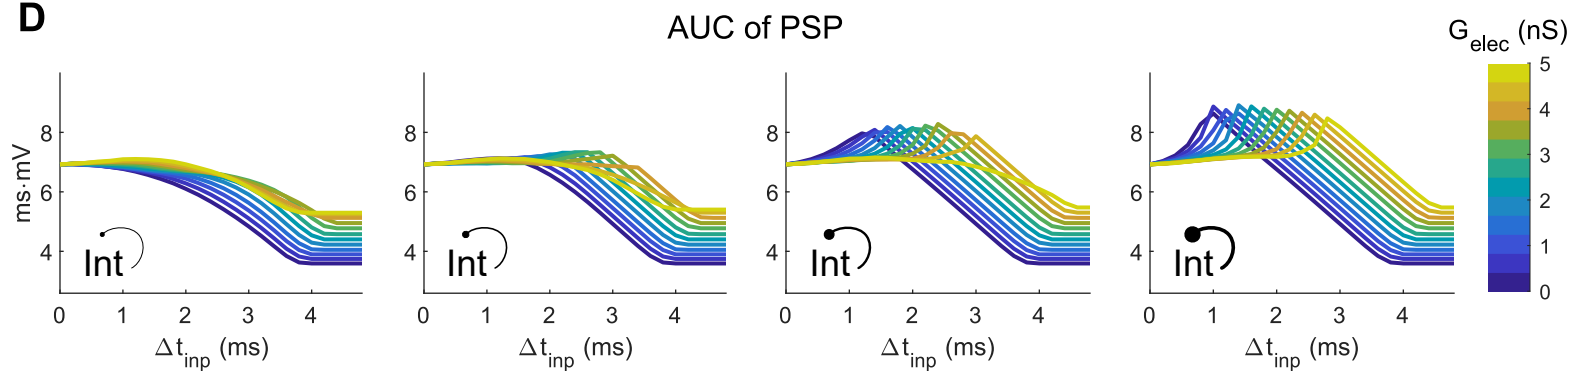 D
AUC of PSP
G_elec (nS)
ms·mV
8
6
4
Int
0 1 2 3 4
Δt_inp (ms)
8
6
4
Int
0 1 2 3 4
Δt_inp (ms)
8
6
4
Int
0 1 2 3 4
Δt_inp (ms)
8
6
4
Int
0 1 2 3 4
Δt_inp (ms)
5
4
3
2
1
0